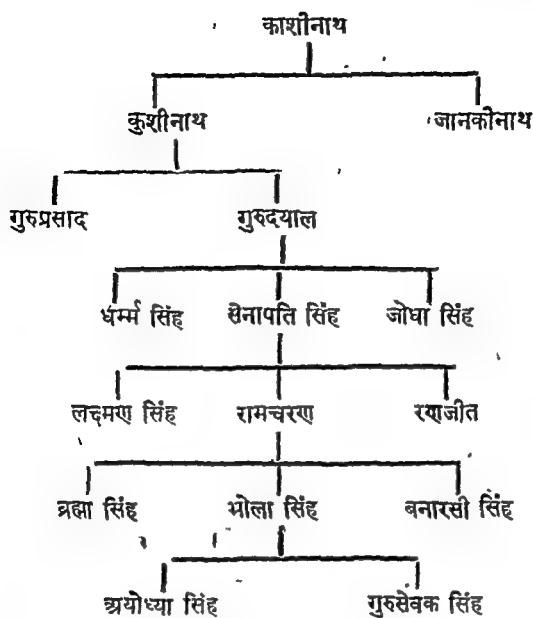 काशीनाथ
कुशीनाथ जानकीनाथ
गुरुप्रसाद गुरुदयाल
धर्म्म सिंह सेनापति सिंह जोधा सिंह
लक्ष्मण सिंह रामचरण रणजीत
ब्रह्मा सिंह भोला सिंह बनारसी सिंह
अयोध्या सिंह गुरुसेवक सिंह